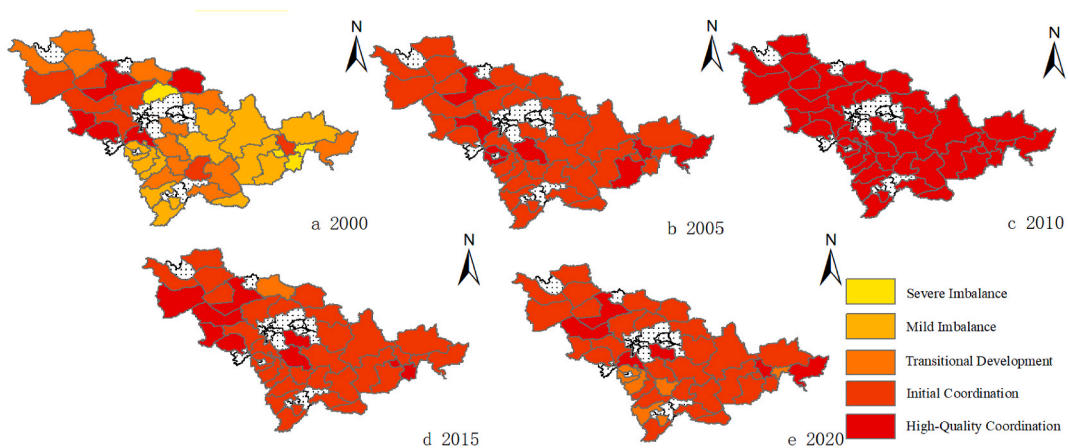 N
N
N
a 2000
b 2005
c 2010
N
N
Severe Imbalance
Mild Imbalance
Transitional Development
Initial Coordination
High-Quality Coordination
d 2015
e 2020